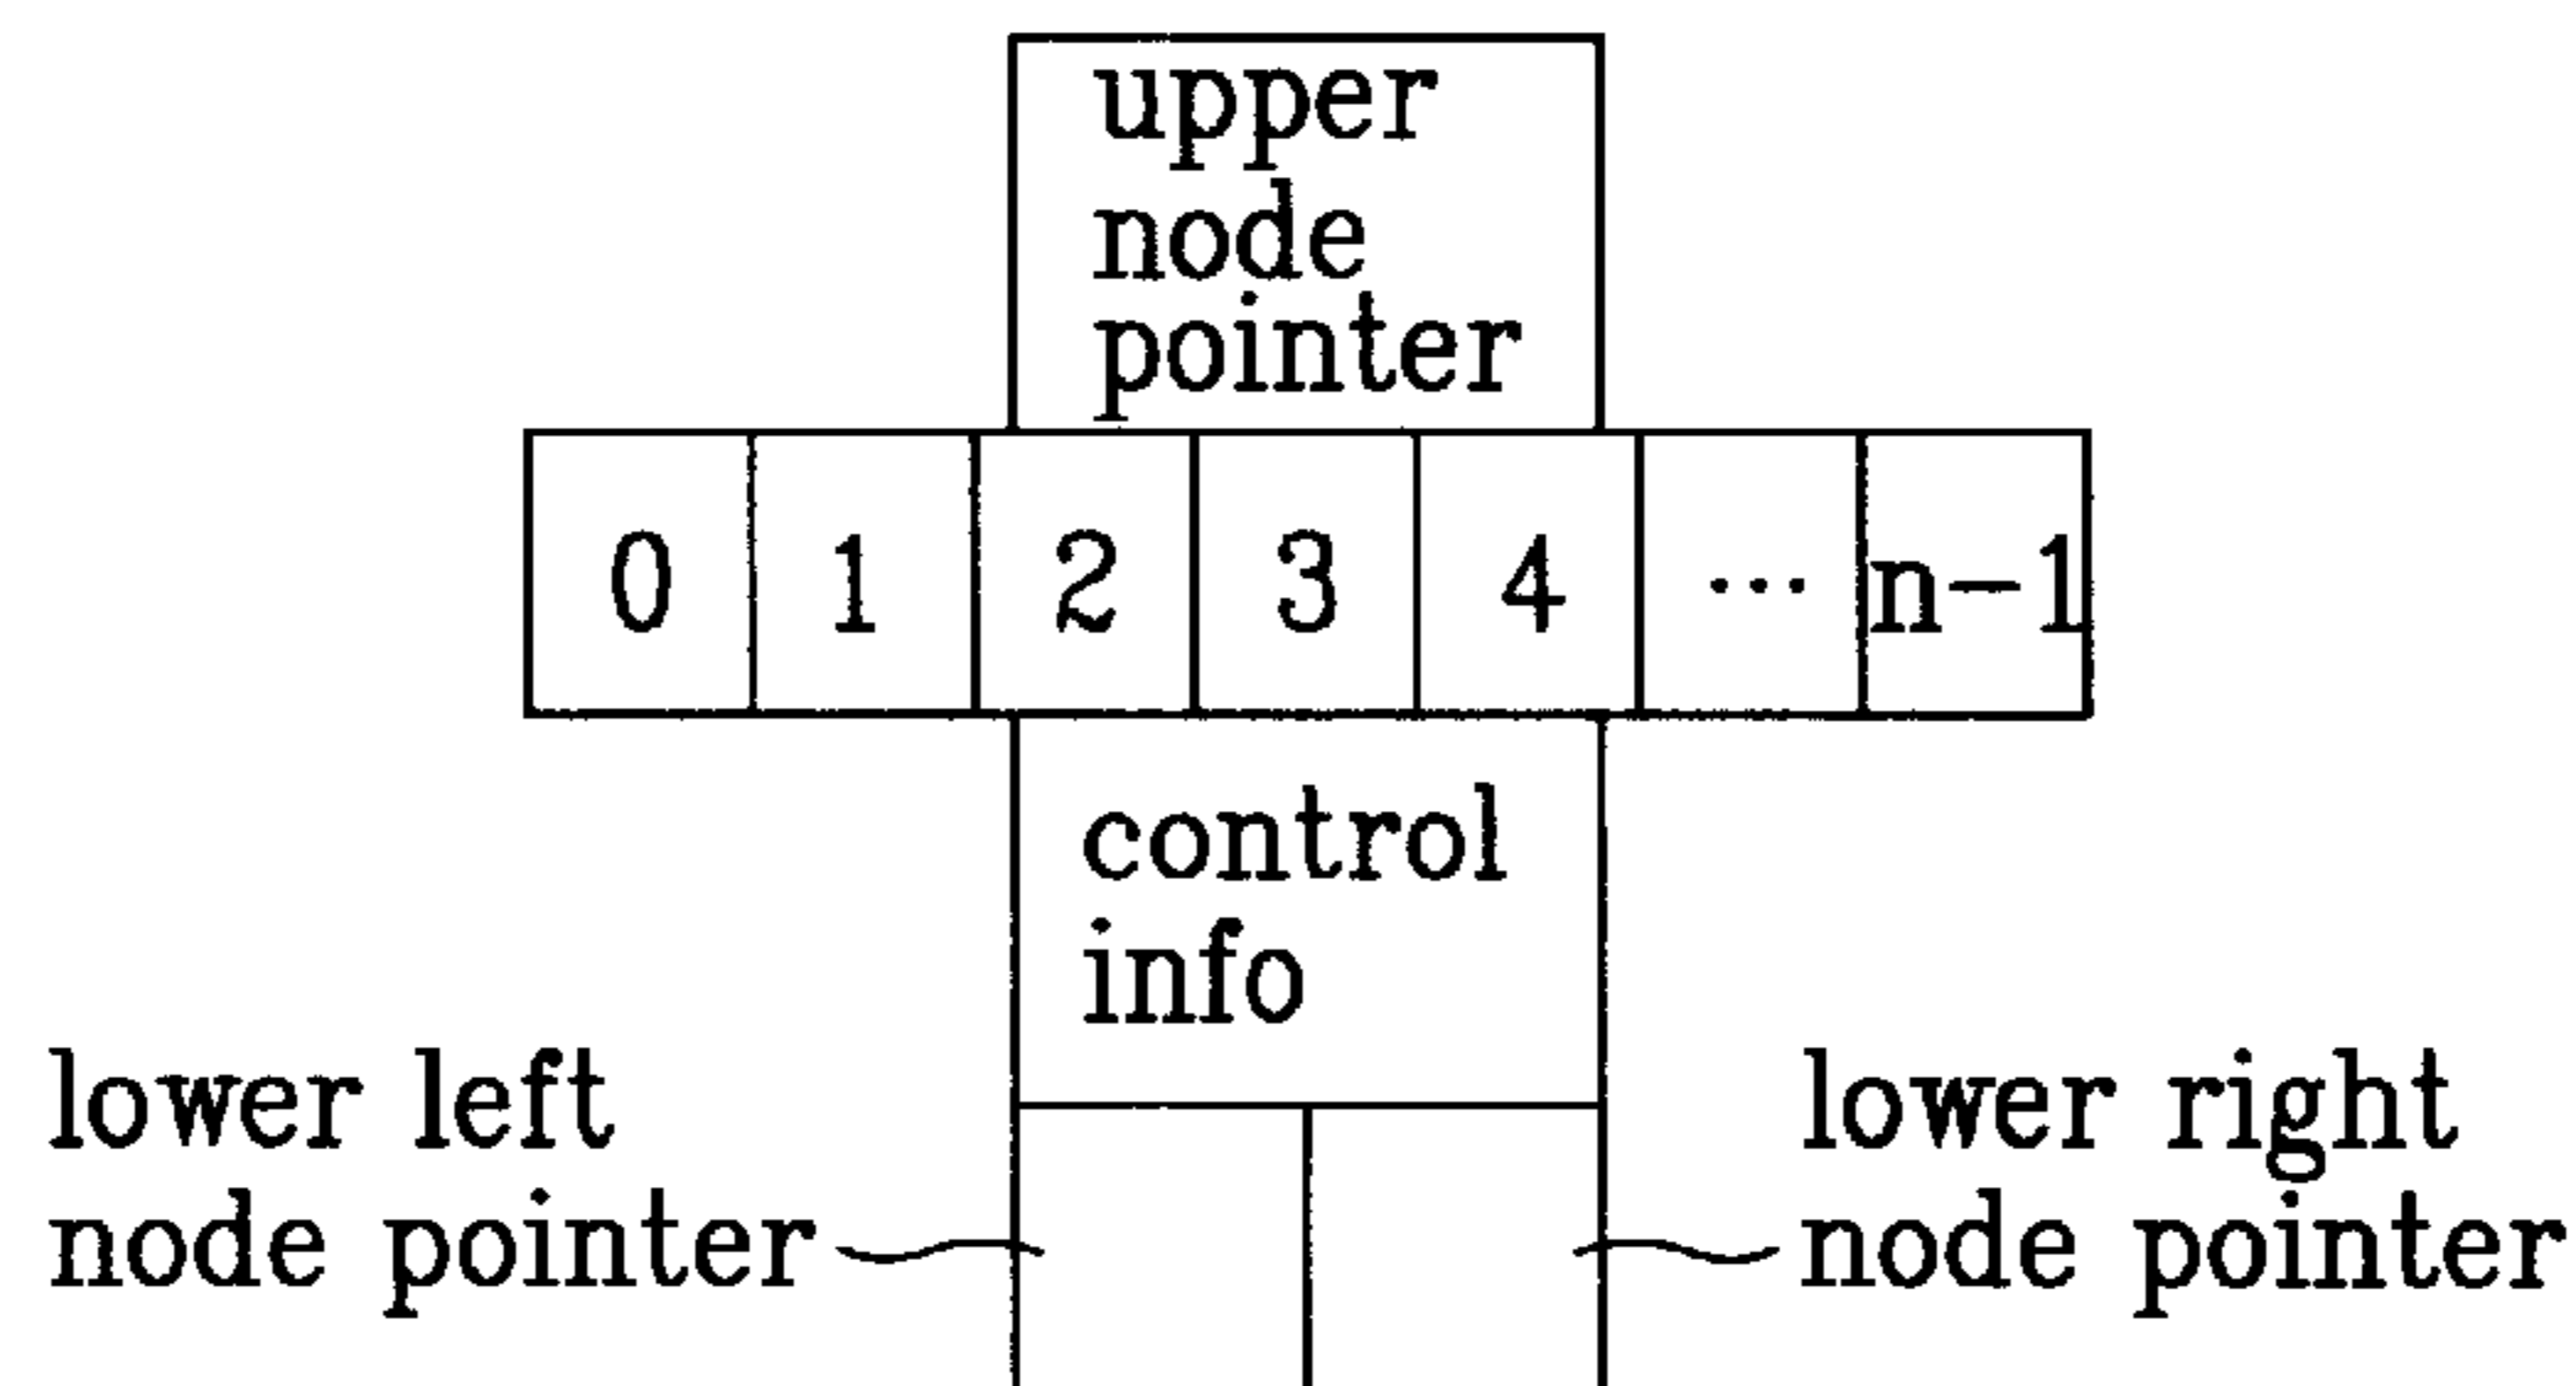 upper
node
pointer
0 1 2 3 4 ... n-1
control
info
lower left
node pointer
lower right
node pointer